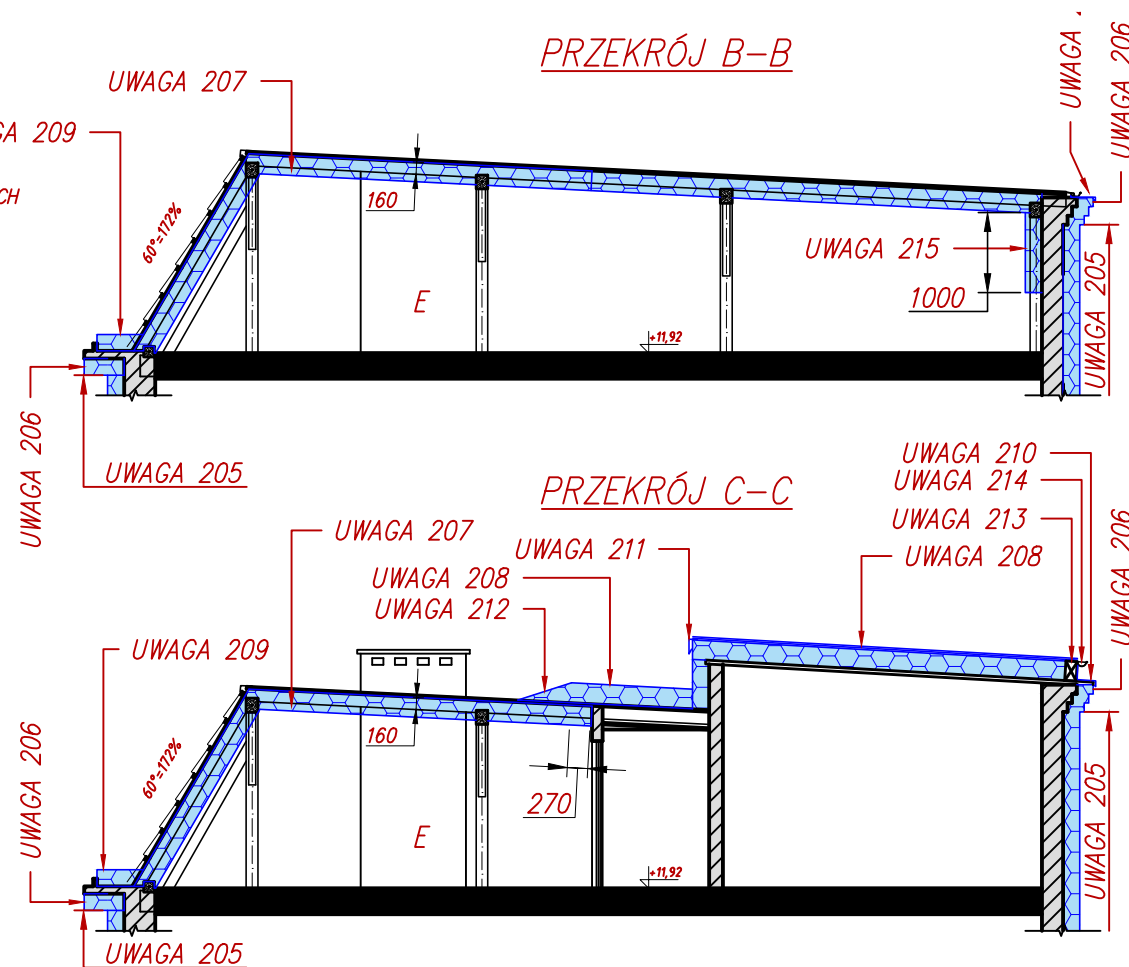 PRZEKRÓJ B–B
UWAGA 207
GA 209
CH
160
60°=172%
UWAGA
UWAGA 206
UWAGA 215
1000
UWAGA 205
E
+11,92
UWAGA 206
UWAGA 205
PRZEKRÓJ C–C
UWAGA 210
UWAGA 214
UWAGA 213
UWAGA 208
UWAGA 206
UWAGA 207
UWAGA 211
UWAGA 208
UWAGA 212
UWAGA 209
160
60°=172%
270
E
+11,92
UWAGA 205
UWAGA 206
UWAGA 205